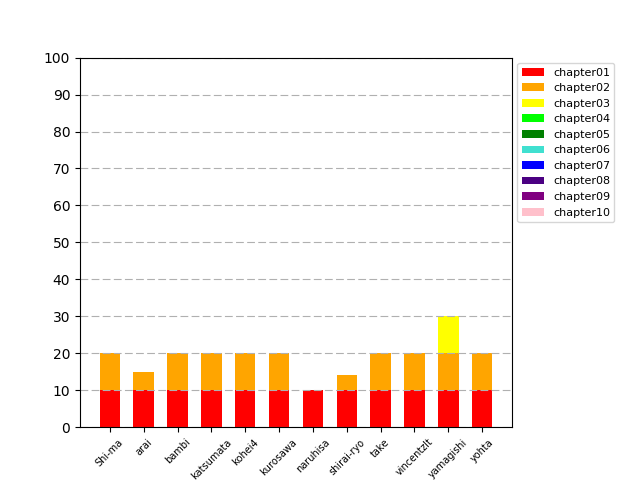 100
90
80
70
60
50
40
30
20
10
0
Shi-ma
arai
bambi
katsumata
kohei4
kurosawa
naruhisa
shirai-ryo
take
vincentzlt
yamagishi
yohta
chapter01
chapter02
chapter03
chapter04
chapter05
chapter06
chapter07
chapter08
chapter09
chapter10